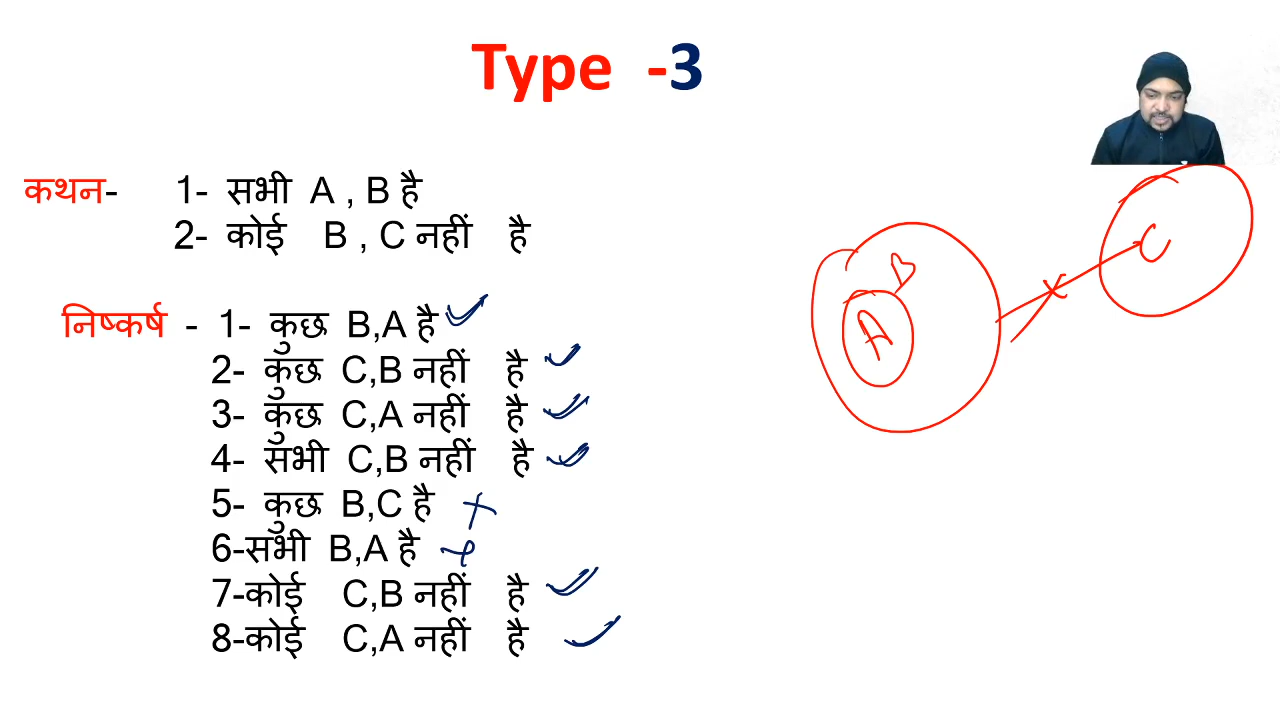 Type -3
कथन- 1- सभी A , B है
2- कोई B , C नहीं है
निष्कर्ष - 1- कुछ B,A है
2- कुछ C,B नहीं है
3- कुछ C,A नहीं है
4- सभी C,B नहीं है
5- कुछ B,C है
6-सभी B,A है
7-कोई C,B नहीं है
8-कोई C,A नहीं है
B
A
C